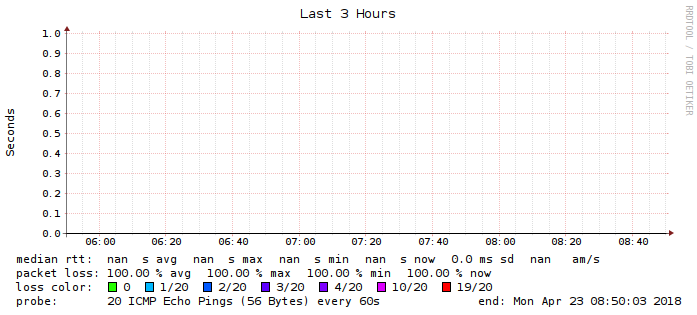 Last 3 Hours
RRDTOOL / TOBI OETIKER
Seconds
1.0
0.9
0.8
0.7
0.6
0.5
0.4
0.3
0.2
0.1
0.0
06:00 06:20 06:40 07:00 07:20 07:40 08:00 08:20 08:40
median rtt: nan s avg nan s max nan s min nan s now 0.0 ms sd nan am/s
packet loss: 100.00 % avg 100.00 % max 100.00 % min 100.00 % now
loss color: 0 1/20 2/20 3/20 4/20 10/20 19/20
probe: 20 ICMP Echo Pings (56 Bytes) every 60s end: Mon Apr 23 08:50:03 2018